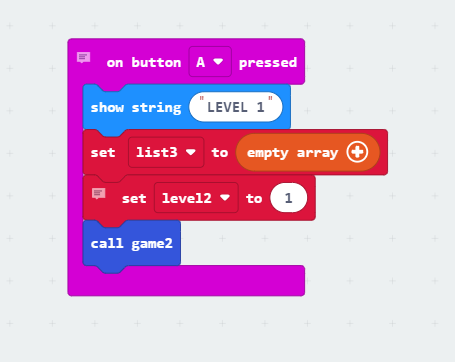 on button A pressed
show string "LEVEL 1"
set list3 to empty array
set level2 to 1
call game2